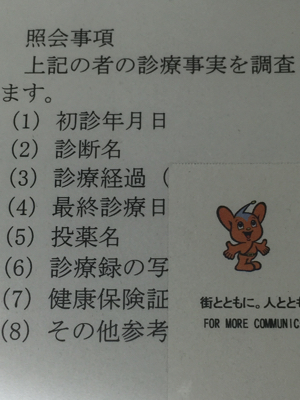 照会事項
上記の者の診療事実を調査
ます。
(1) 初診年月日
(2) 診断名
(3) 診療経過（
(4) 最終診療日
(5) 投薬名
(6) 診療録の写
(7) 健康保険証
(8) その他参考
街とともに。人ととも
FOR MORE COMMUNIC